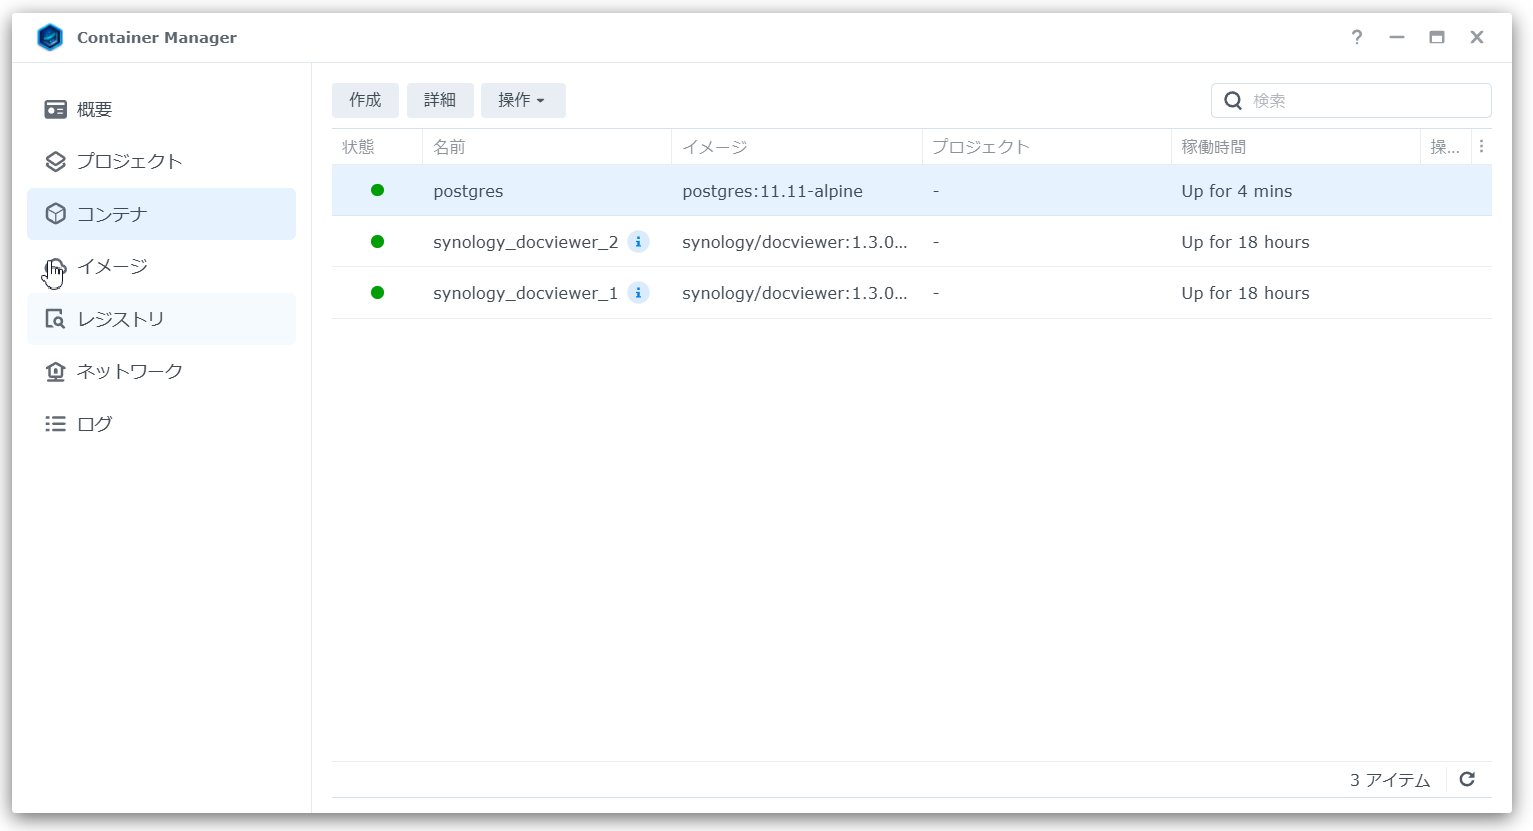 Container Manager
概要
プロジェクト
コンテナ
イメージ
レジストリ
ネットワーク
ログ
作成 詳細 操作
検索
状態 名前 イメージ プロジェクト 稼働時間 操...
postgres postgres:11.11-alpine - Up for 4 mins
synology_docviewer_2 synology/docviewer:1.3.0... - Up for 18 hours
synology_docviewer_1 synology/docviewer:1.3.0... - Up for 18 hours
3 アイテム